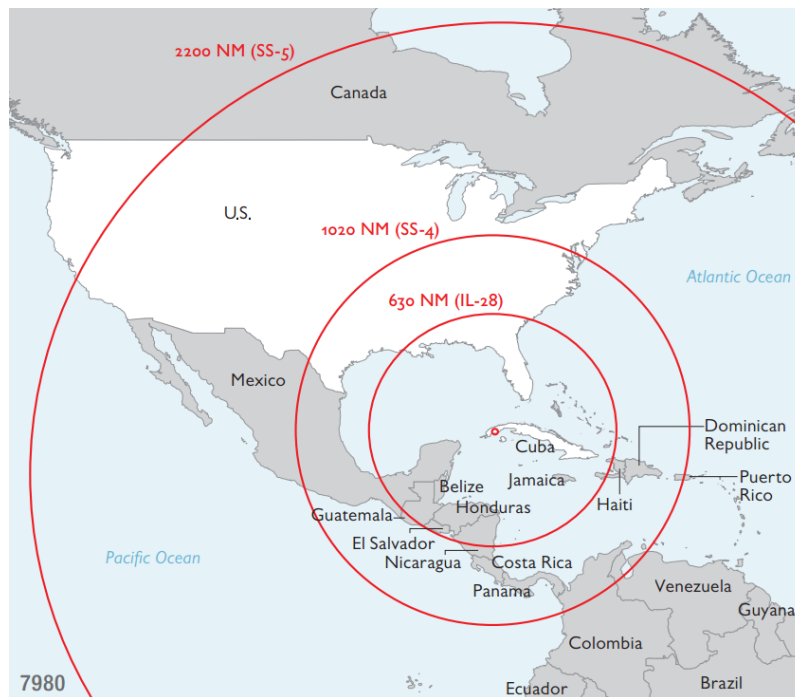 2200 NM (SS-5)
Canada
U.S.
1020 NM (SS-4)
Atlantic Ocean
630 NM (IL-28)
Mexico
Dominican
Republic
Cuba
Belize
Jamaica
Puerto
Rico
Honduras
Haiti
Guatemala
El Salvador
Nicaragua
Costa Rica
Pacific Ocean
Panama
Venezuela
Guyana
Colombia
7980
Ecuador
Brazil